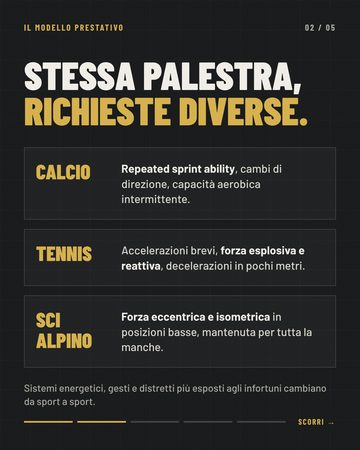 IL MODELLO PRESTATIVO
02 / 05
STESSA PALESTRA,
RICHIESTE DIVERSE.
CALCIO
Repeated sprint ability, cambi di
direzione, capacità aerobica
intermittente.
TENNIS
Accelerazioni brevi, forza esplosiva e
reattiva, decelerazioni in pochi metri.
SCI
ALPINO
Forza eccentrica e isometrica in
posizioni basse, mantenuta per tutta la
manche.
Sistemi energetici, gesti e distretti più esposti agli infortuni cambiano
da sport a sport.
SCORRI →